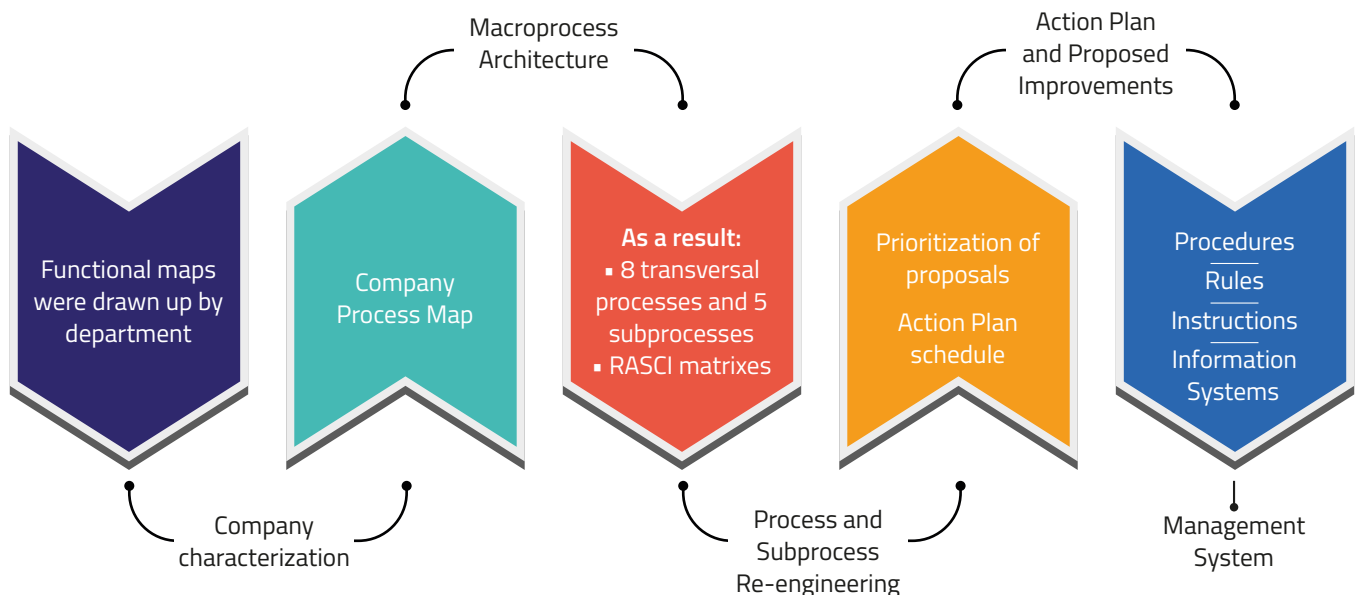 Macroprocess
Architecture
Action Plan
and Proposed
Improvements
Functional maps
were drawn up by
department
Company
Process Map
As a result:
▪ 8 transversal
processes and 5
subprocesses
▪ RASCI matrixes
Prioritization of
proposals
Action Plan
schedule
Procedures
Rules
Instructions
Information
Systems
Company
characterization
Process and
Subprocess
Re-engineering
Management
System